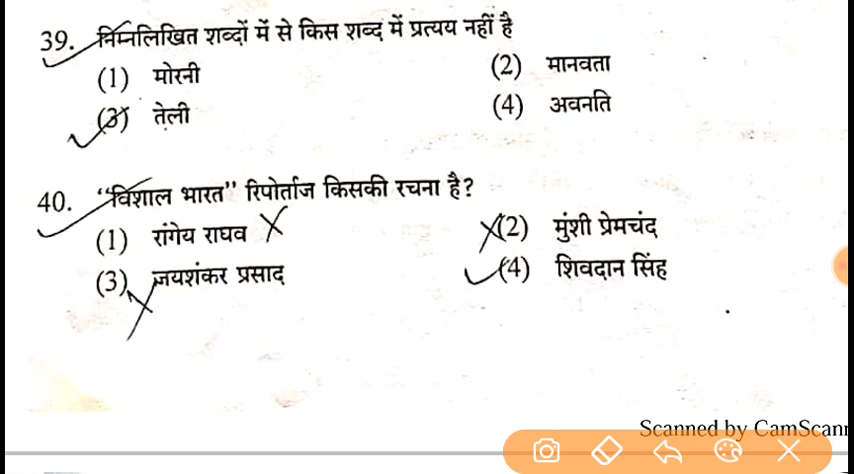 39. निम्नलिखित शब्दों में से किस शब्द में प्रत्यय नहीं है
(1) मोरनी (2) मानवता
(3) तेली (4) अवनति
40. "विशाल भारत" रिपोर्ताज किसकी रचना है?
(1) रांगेय राघव (2) मुंशी प्रेमचंद
(3) जयशंकर प्रसाद (4) शिवदान सिंह
Scanned by CamScann